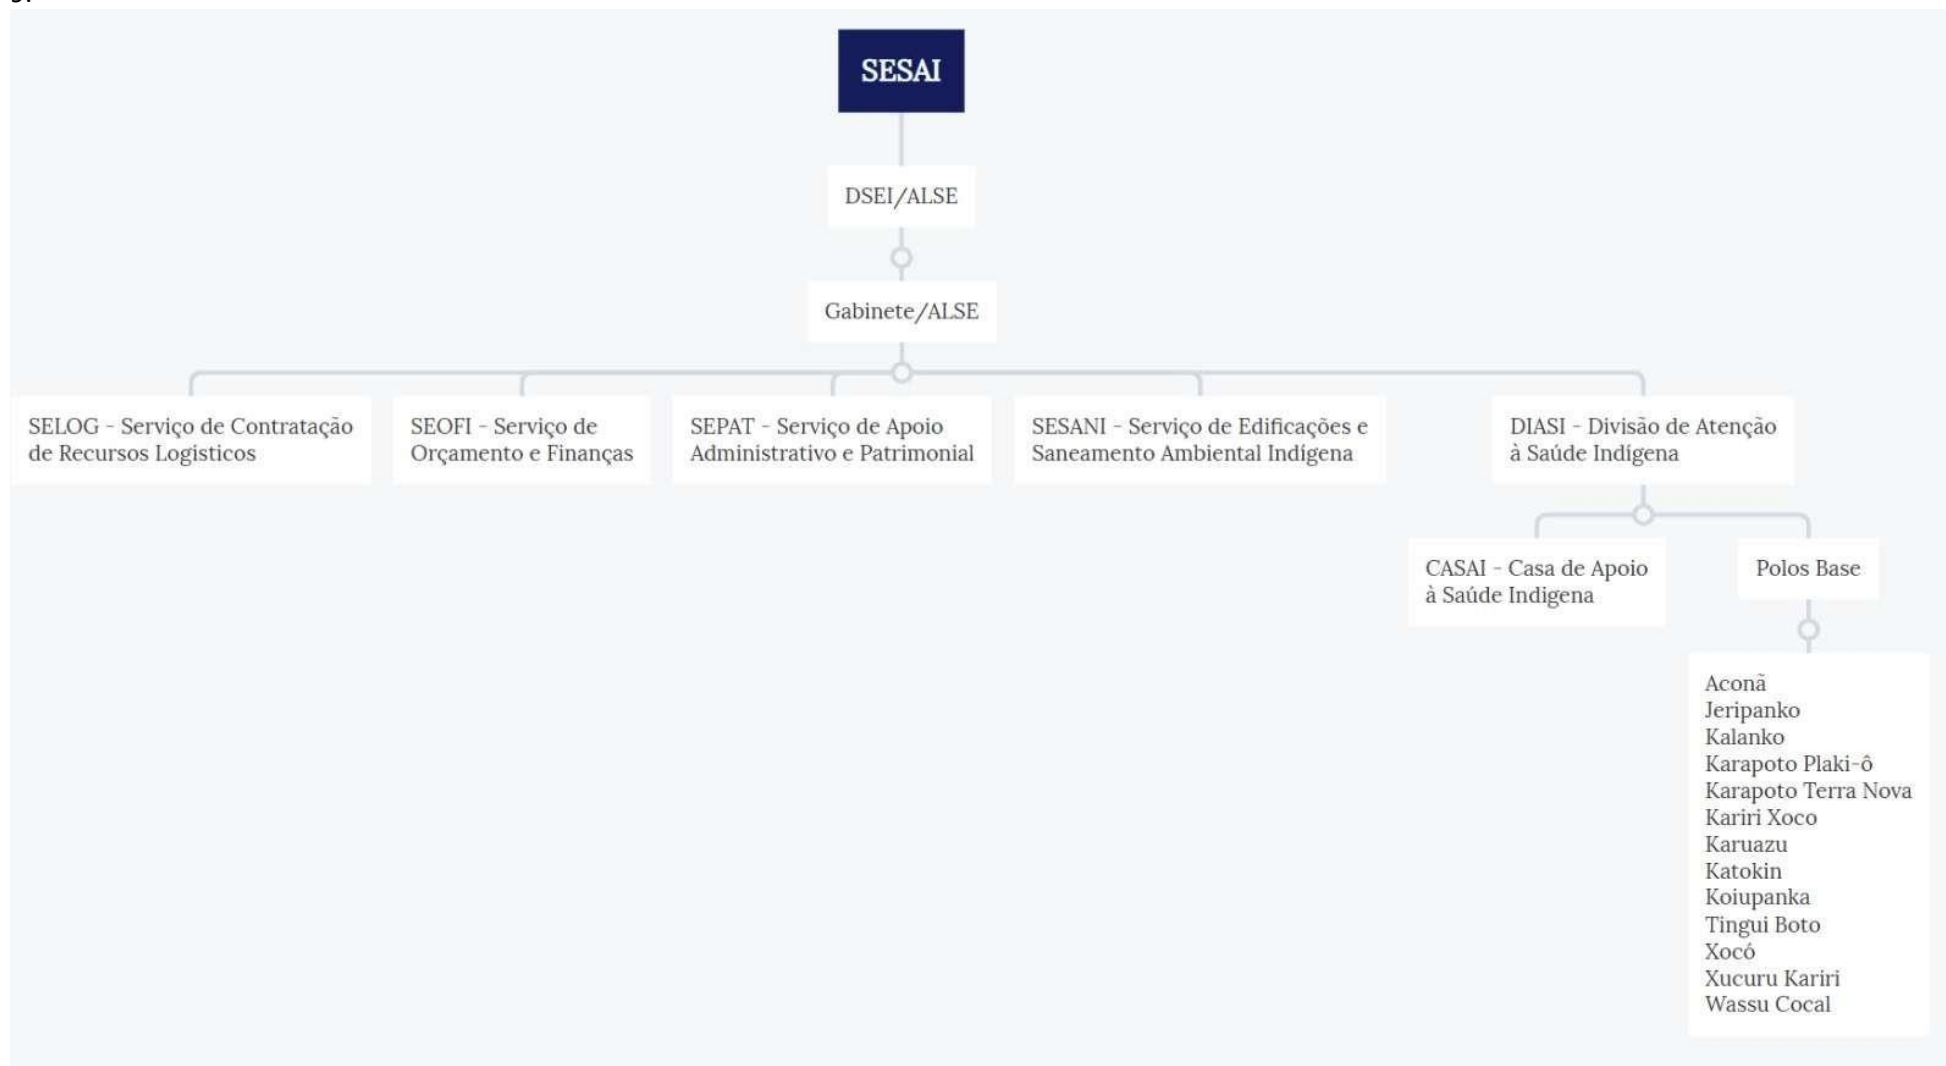 SESAI
DSEI/ALSE
Gabinete/ALSE
SELOG - Serviço de Contratação
de Recursos Logisticos
SEOFI - Serviço de
Orçamento e Finanças
SEPAT - Serviço de Apoio
Administrativo e Patrimonial
SESANI - Serviço de Edificações e
Saneamento Ambiental Indígena
DIASI - Divisão de Atenção
à Saúde Indígena
CASAI - Casa de Apoio
à Saúde Indigena
Polos Base
Aconã
Jeripanko
Kalanko
Karapoto Plaki-ô
Karapoto Terra Nova
Kariri Xoco
Karuazu
Katokin
Koiupanka
Tingui Boto
Xocó
Xucuru Kariri
Wassu Cocal